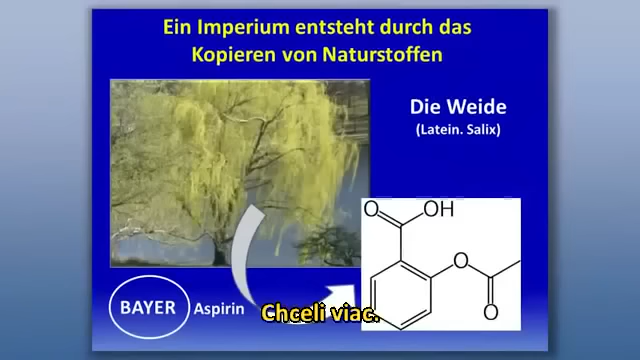 Ein Imperium entsteht durch das
Kopieren von Naturstoffen
Die Weide
(Latein. Salix)
O
OH
O
O
BAYER Aspirin
Chceli viac.